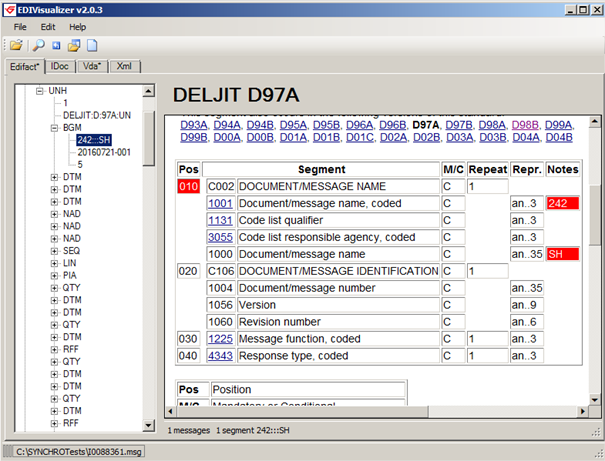 EDIVisualizer v2.0.3
File Edit Help
Edifact* IDoc Vda* Xml
UNH
1
DELJIT:D:97A:UN
BGM
242:::SH
20160721-001
5
DTM
DTM
DTM
NAD
NAD
NAD
SEQ
LIN
PIA
QTY
DTM
QTY
DTM
RFF
QTY
DTM
QTY
DTM
RFF
DELJIT D97A
D93A, D94A, D94B, D95A, D95B, D96A, D96B, D97A, D97B, D98A, D98B, D99A,
D99B, D00A, D00B, D01A, D01B, D01C, D02A, D02B, D03A, D03B, D04A, D04B
Pos Segment M/C Repeat Repr. Notes
010 C002 DOCUMENT/MESSAGE NAME C 1
1001 Document/message name, coded C an..3 242
1131 Code list qualifier C an..3
3055 Code list responsible agency, coded C an..3
1000 Document/message name C an..35 SH
020 C106 DOCUMENT/MESSAGE IDENTIFICATION C 1
1004 Document/message number C an..35
1056 Version C an..9
1060 Revision number C an..6
030 1225 Message function, coded C 1 an..3
040 4343 Response type, coded C 1 an..3
Pos Position
M/C Mandatory or Conditional
1 messages 1 segment 242:::SH
C:\SYNCHROTests\I0088361.msg